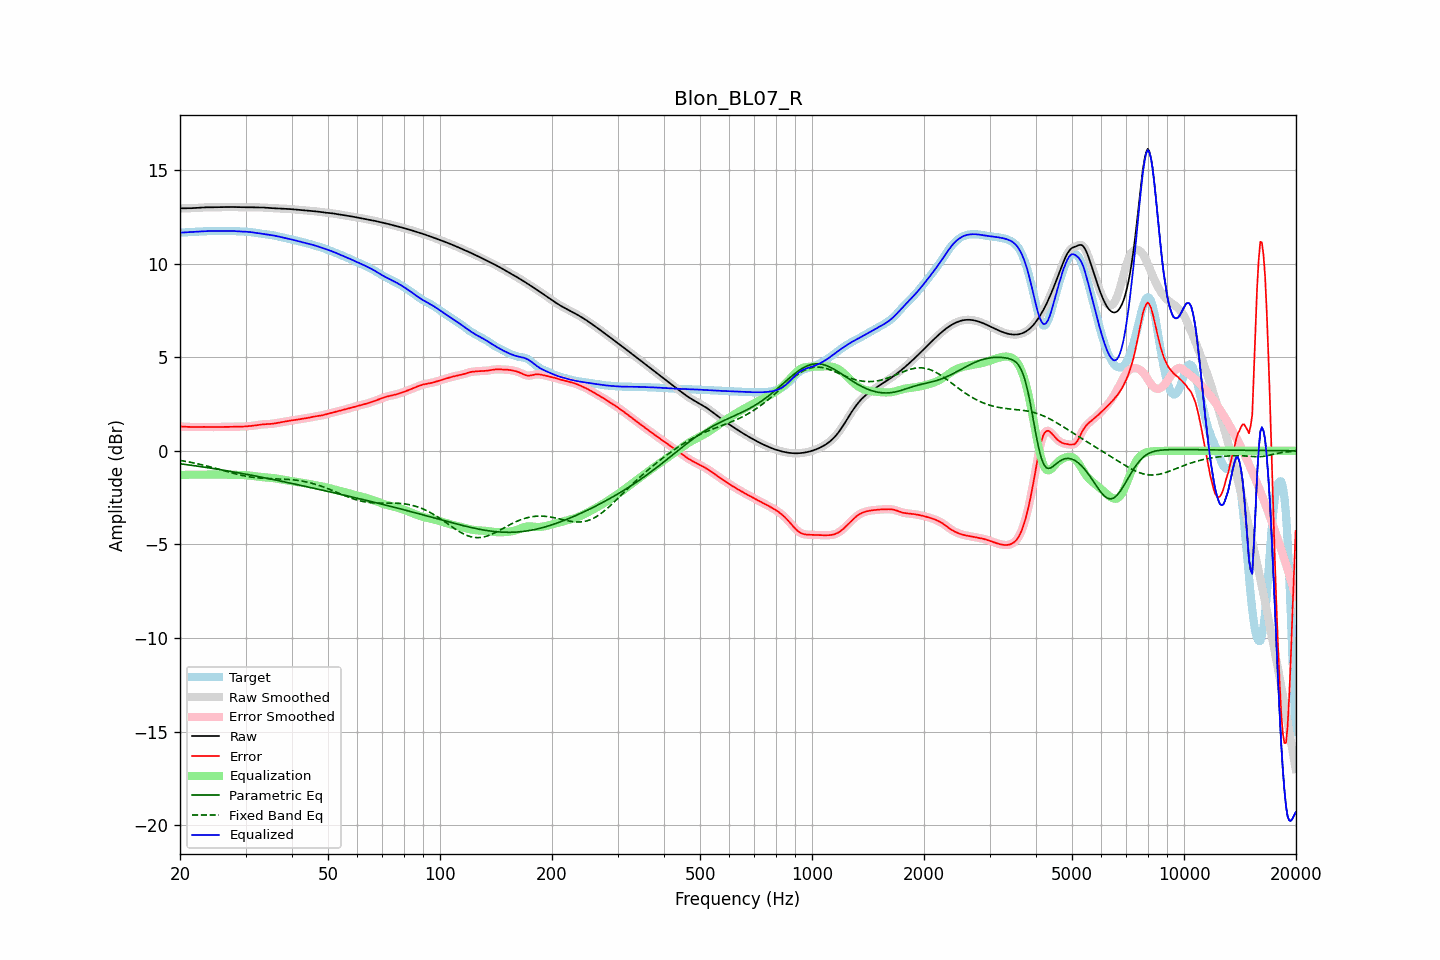 Blon_BL07_R
15
10
5
0
−5
−10
−15
−20
Amplitude (dBr)
Target
Raw Smoothed
Error Smoothed
Raw
Error
Equalization
Parametric Eq
Fixed Band Eq
Equalized
20 50 100 200 500 1000 2000 5000 10000 20000
Frequency (Hz)